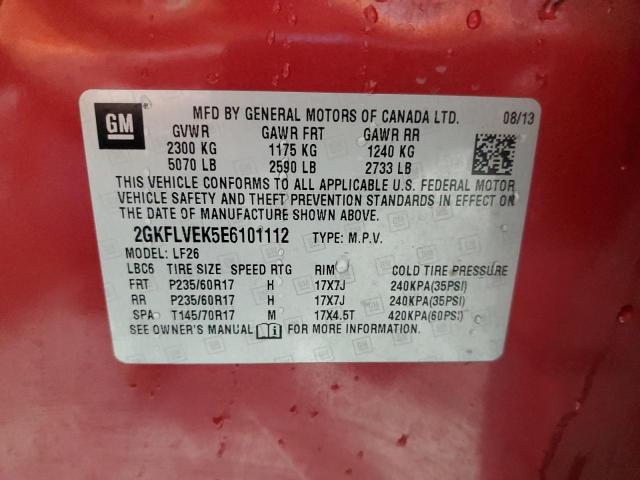 GM
MFD BY GENERAL MOTORS OF CANADA LTD. 08/13
GVWR GAWR FRT GAWR RR
2300 KG 1175 KG 1240 KG
5070 LB 2590 LB 2733 LB
THIS VEHICLE CONFORMS TO ALL APPLICABLE U.S. FEDERAL MOTOR
VEHICLE SAFETY AND THEFT PREVENTION STANDARDS IN EFFECT ON
THE DATE OF MANUFACTURE SHOWN ABOVE.
2GKFLVEK5E6101112 TYPE: M.P.V.
MODEL: LF26
LBC6 TIRE SIZE SPEED RTG RIM COLD TIRE PRESSURE
FRT P235/60R17 H 17X7J 240KPA(35PSI)
RR P235/60R17 H 17X7J 240KPA(35PSI)
SPA T145/70R17 M 17X4.5T 420KPA(60PSI)
SEE OWNER'S MANUAL i FOR MORE INFORMATION.